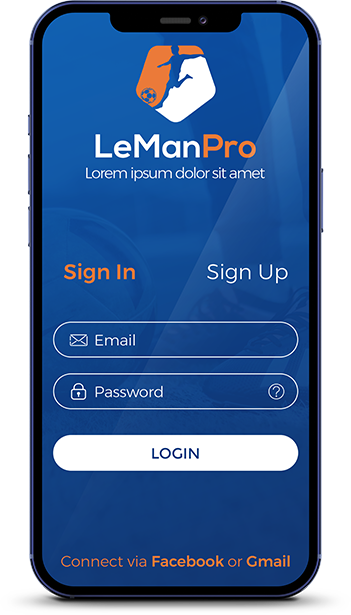 LeManPro
Lorem ipsum dolor sit amet
Sign In
Sign Up
Email
Password
?
LOGIN
Connect via Facebook or Gmail